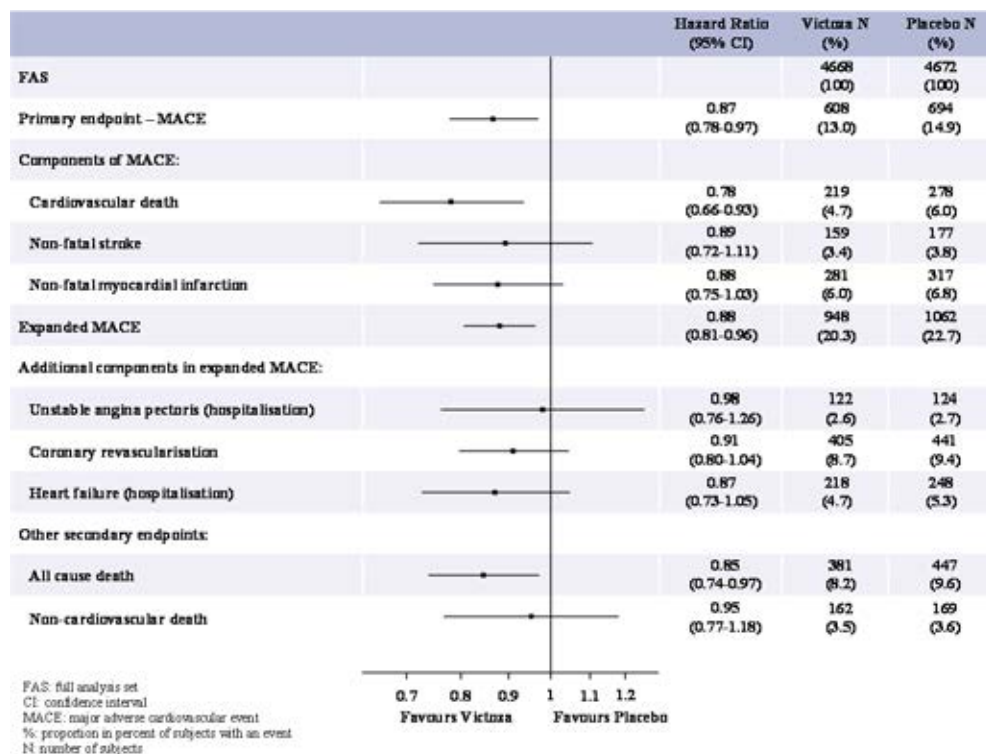 Hazard Ratio Victoza N Placebo N
(95% CI) (%) (%)
FAS 4668 4672
(100) (100)
Primary endpoint – MACE 0.87 608 694
(0.78-0.97) (13.0) (14.9)
Components of MACE:
Cardiovascular death 0.78 219 278
(0.66-0.93) (4.7) (6.0)
Non-fatal stroke 0.89 159 177
(0.72-1.11) (3.4) (3.8)
Non-fatal myocardial infarction 0.88 281 317
(0.75-1.03) (6.0) (6.8)
Expanded MACE 0.88 948 1062
(0.81-0.96) (20.3) (22.7)
Additional components in expanded MACE:
Unstable angina pectoris (hospitalisation) 0.98 122 124
(0.76-1.26) (2.6) (2.7)
Coronary revascularisation 0.91 405 441
(0.80-1.04) (8.7) (9.4)
Heart failure (hospitalisation) 0.87 218 248
(0.73-1.05) (4.7) (5.3)
Other secondary endpoints:
All cause death 0.85 381 447
(0.74-0.97) (8.2) (9.6)
Non-cardiovascular death 0.95 162 169
(0.77-1.18) (3.5) (3.6)
0.7 0.8 0.9 1 1.1 1.2
Favours Victoza Favours Placebo
FAS: full analysis set
CI: confidence interval
MACE: major adverse cardiovascular event
%: proportion in percent of subjects with an event
N: number of subjects